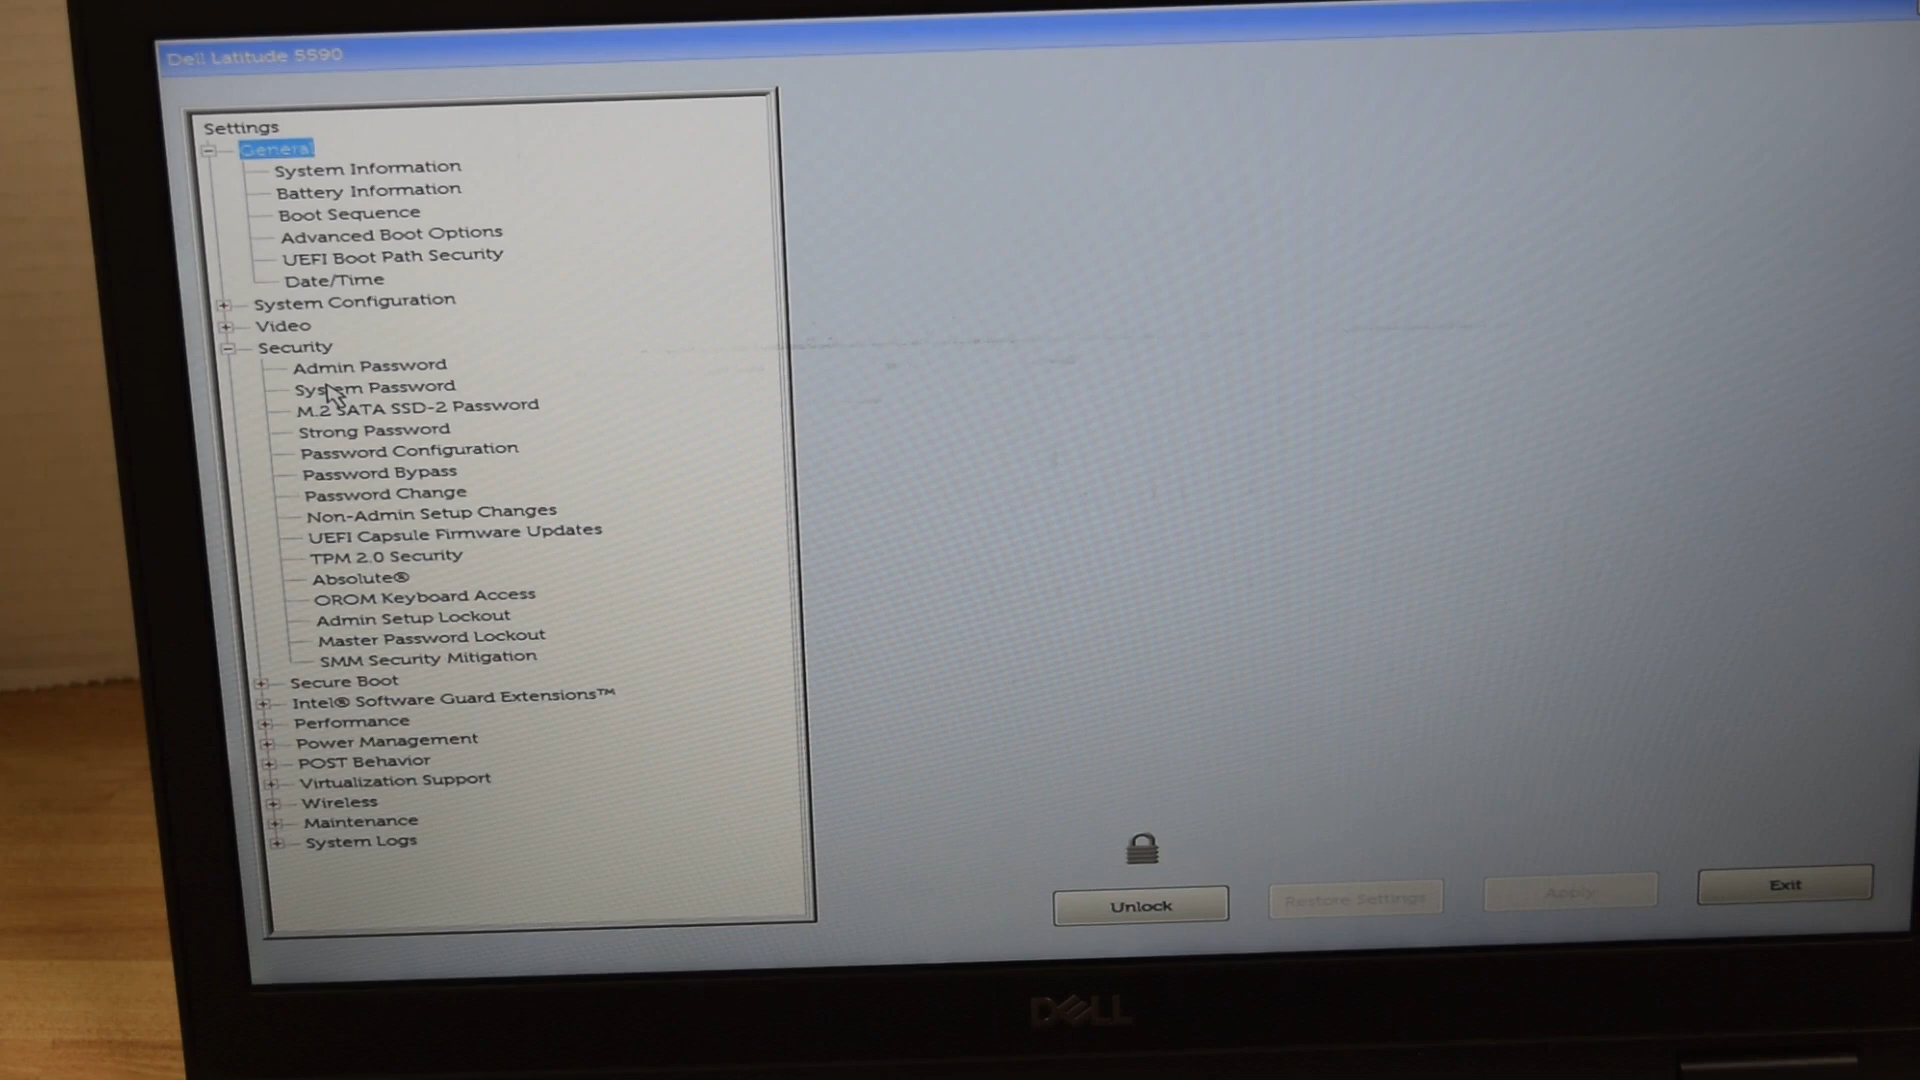 Dell Latitude 5590
Settings
General
System Information
Battery Information
Boot Sequence
Advanced Boot Options
UEFI Boot Path Security
Date/Time
System Configuration
Video
Security
Admin Password
System Password
M.2 SATA SSD-2 Password
Strong Password
Password Configuration
Password Bypass
Password Change
Non-Admin Setup Changes
UEFI Capsule Firmware Updates
TPM 2.0 Security
Absolute®
OROM Keyboard Access
Admin Setup Lockout
Master Password Lockout
SMM Security Mitigation
Secure Boot
Intel® Software Guard Extensions™
Performance
Power Management
POST Behavior
Virtualization Support
Wireless
Maintenance
System Logs
Unlock
Restore Settings
Apply
Exit
DELL